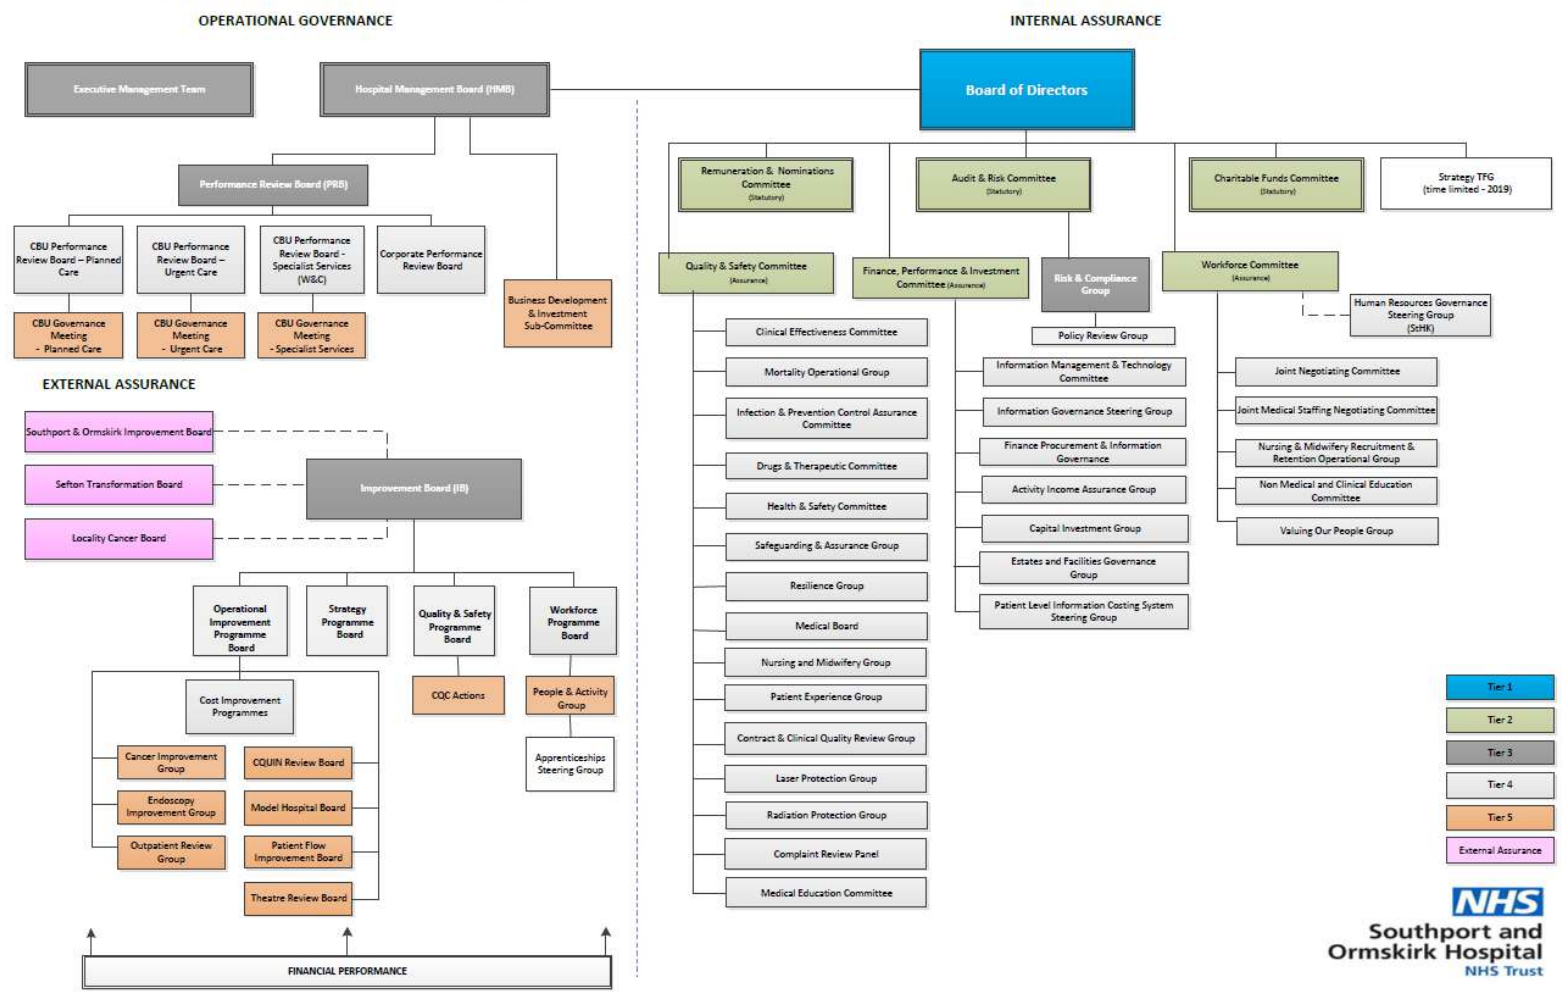 OPERATIONAL GOVERNANCE
INTERNAL ASSURANCE
Executive Management Team
Hospital Management Board (HMB)
Board of Directors
Performance Review Board (PRB)
Remuneration & Nominations
Committee
(Statutory)
Audit & Risk Committee
(Statutory)
Charitable Funds Committee
(Statutory)
Strategy TFG
(time limited - 2019)
CBU Performance
Review Board – Planned
Care
CBU Performance
Review Board –
Urgent Care
CBU Performance
Review Board -
Specialist Services
(W&C)
Corporate Performance
Review Board
Business Development
& Investment
Sub-Committee
CBU Governance
Meeting
- Planned Care
CBU Governance
Meeting
- Urgent Care
CBU Governance
Meeting
- Specialist Services
Quality & Safety Committee
(Assurance)
Finance, Performance & Investment
Committee (Assurance)
Risk & Compliance
Group
Policy Review Group
Workforce Committee
(Assurance)
Human Resources Governance
Steering Group
(StHK)
Clinical Effectiveness Committee
Mortality Operational Group
Infection & Prevention Control Assurance
Committee
Drugs & Therapeutic Committee
Health & Safety Committee
Safeguarding & Assurance Group
Resilience Group
Medical Board
Nursing and Midwifery Group
Patient Experience Group
Contract & Clinical Quality Review Group
Laser Protection Group
Radiation Protection Group
Complaint Review Panel
Medical Education Committee
Information Management & Technology
Committee
Information Governance Steering Group
Finance Procurement & Information
Governance
Activity Income Assurance Group
Capital Investment Group
Estates and Facilities Governance
Group
Patient Level Information Costing System
Steering Group
Joint Negotiating Committee
Joint Medical Staffing Negotiating Committee
Nursing & Midwifery Recruitment &
Retention Operational Group
Non Medical and Clinical Education
Committee
Valuing Our People Group
EXTERNAL ASSURANCE
Southport & Ormskirk Improvement Board
Sefton Transformation Board
Locality Cancer Board
Improvement Board (IB)
Operational
Improvement
Programme
Board
Strategy
Programme
Board
Quality & Safety
Programme
Board
Workforce
Programme
Board
Cost Improvement
Programmes
CQC Actions
People & Activity
Group
Apprenticeships
Steering Group
Cancer Improvement
Group
Endoscopy
Improvement Group
Outpatient Review
Group
CQUIN Review Board
Model Hospital Board
Patient Flow
Improvement Board
Theatre Review Board
FINANCIAL PERFORMANCE
Tier 1
Tier 2
Tier 3
Tier 4
Tier 5
External Assurance
NHS
Southport and
Ormskirk Hospital
NHS Trust